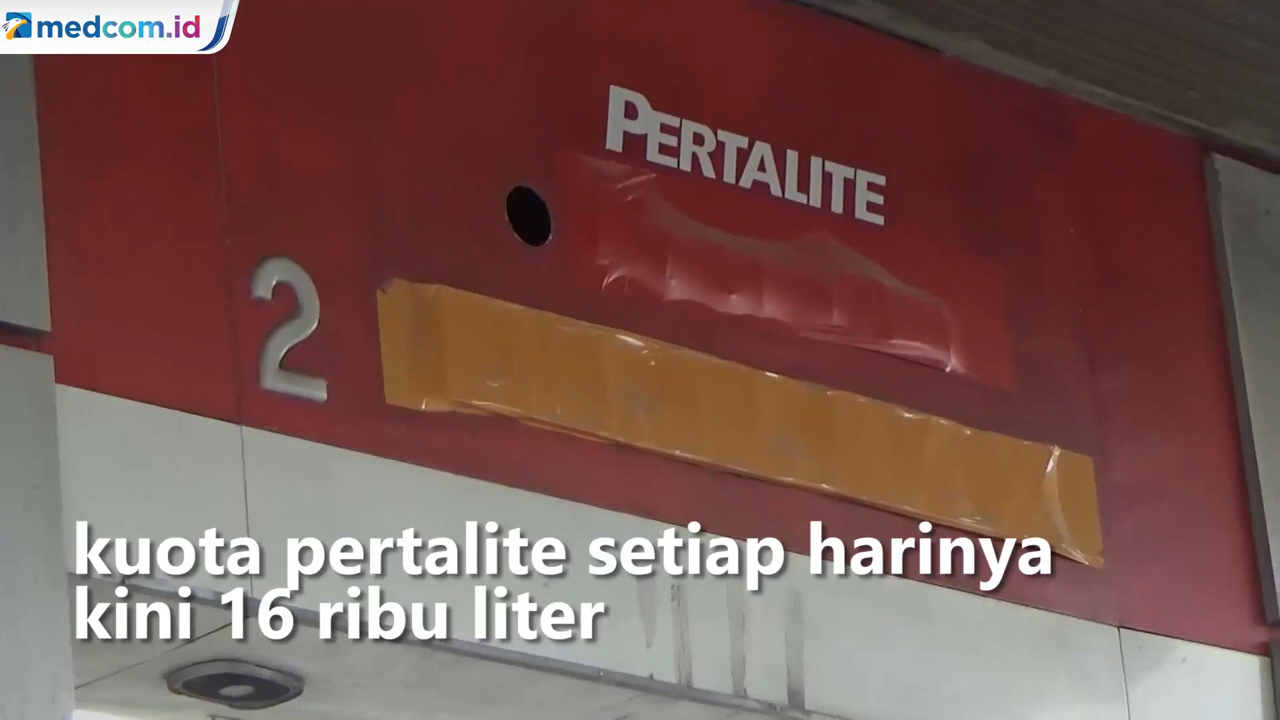 medcom.id
PERTALITE
2
kuota pertalite setiap harinya
kini 16 ribu liter